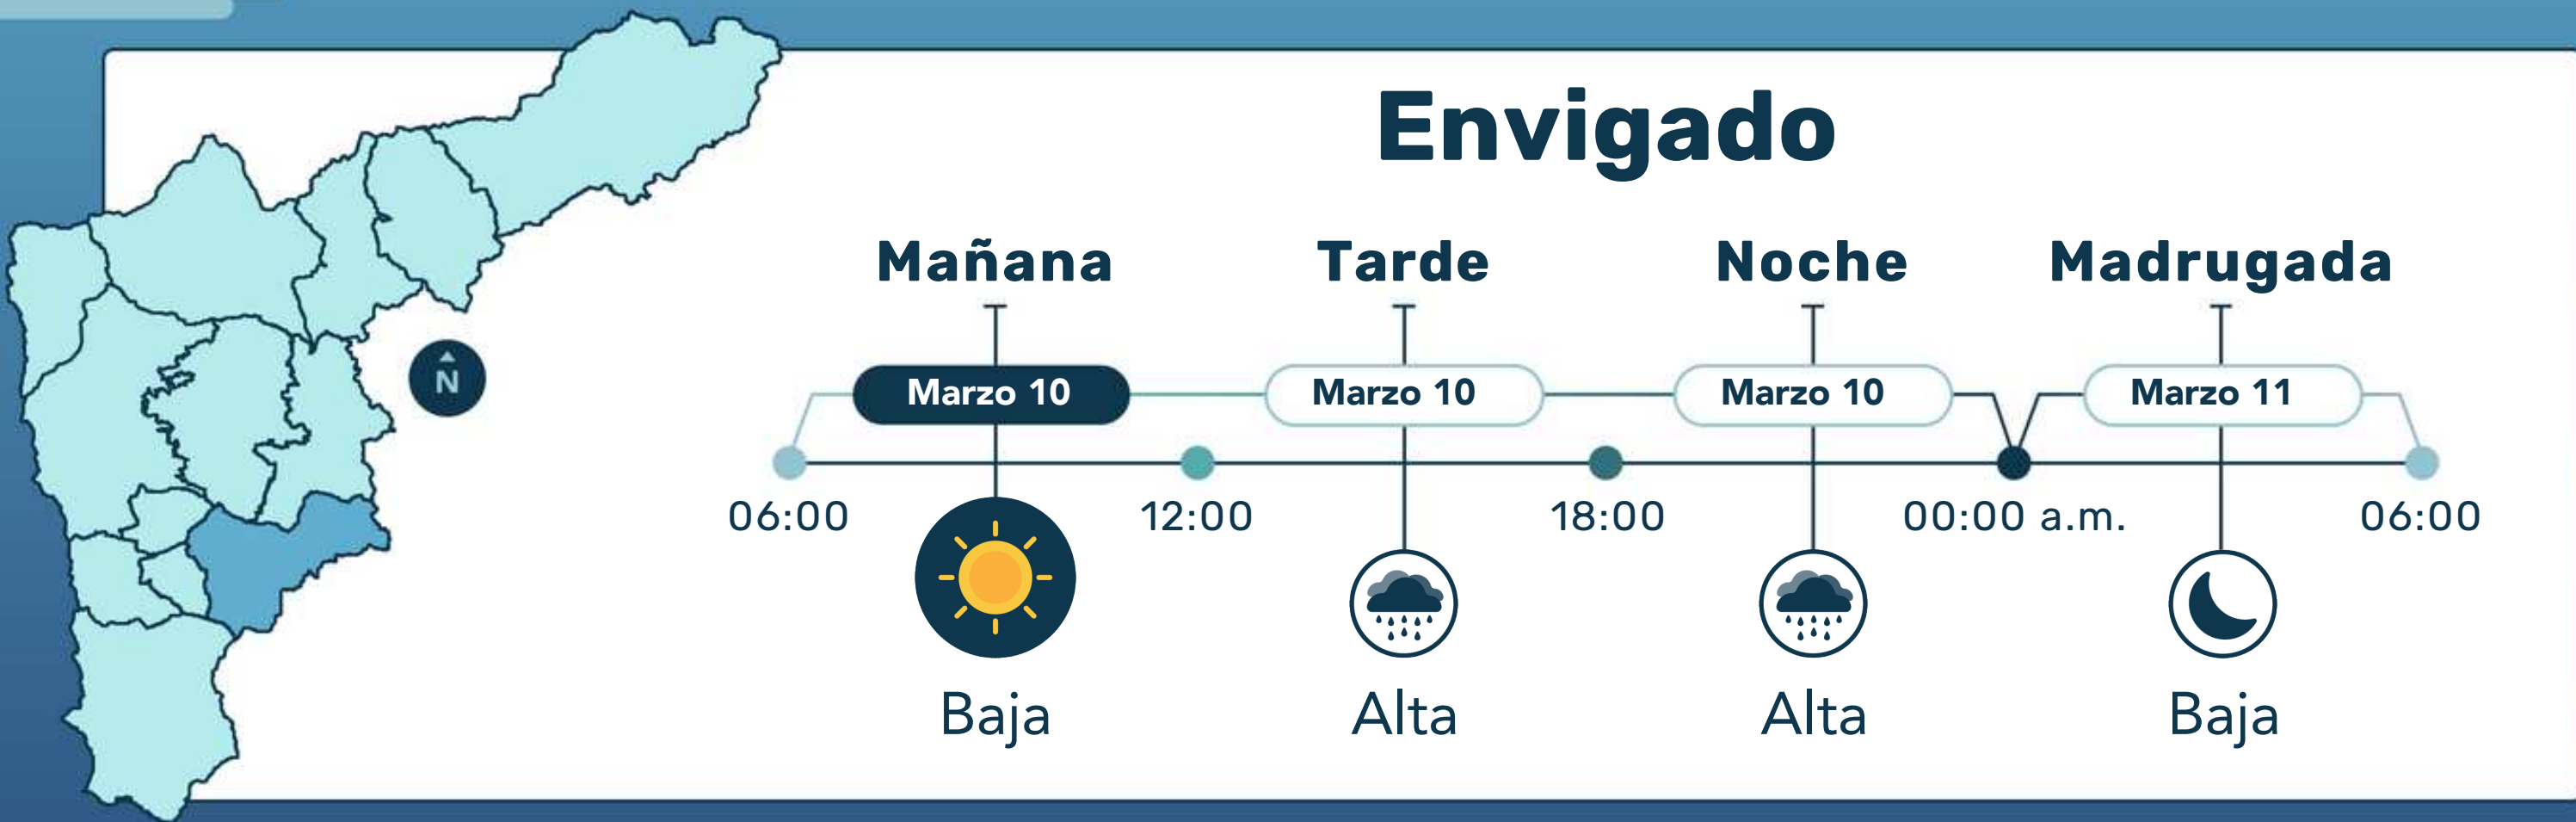 Envigado
Mañana Tarde Noche Madrugada
N
Marzo 10 Marzo 10 Marzo 10 Marzo 11
06:00 12:00 18:00 00:00 a.m. 06:00
Baja Alta Alta Baja